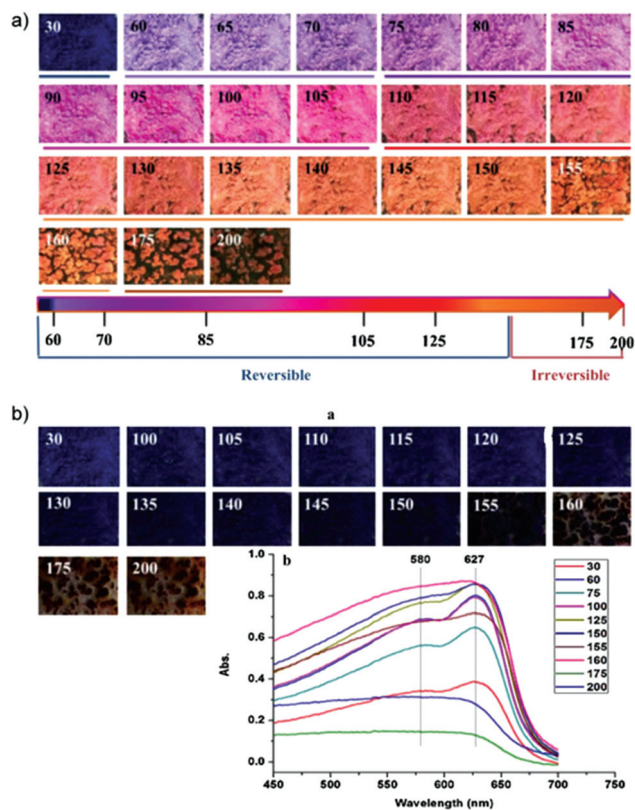 a)
30 60 65 70 75 80 85
90 95 100 105 110 115 120
125 130 135 140 145 150 155
160 175 200
60 70 85 105 125 175 200
Reversible Irreversible
b)
a
30 100 105 110 115 120 125
130 135 140 145 150 155 160
175 200
b
580 627
30
60
75
100
125
150
155
160
175
200
1.0
0.8
0.6
0.4
0.2
0.0
Abs.
450 500 550 600 650 700 750
Wavelength (nm)